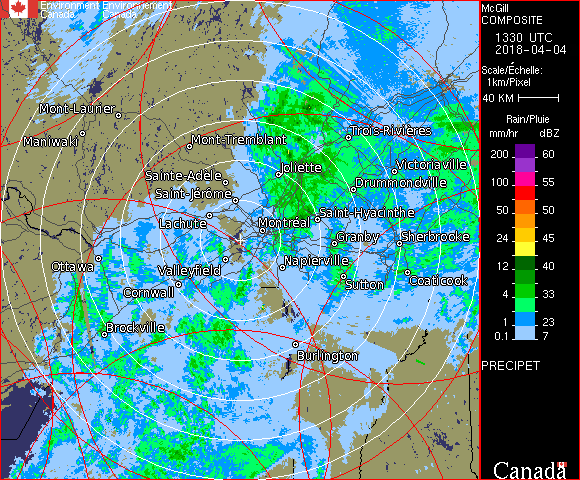 Environment Environnement
Canada Canada
McGill
COMPOSITE
1330 UTC
2018-04-04
Scale/Échelle:
1km/Pixel
40 KM
Rain/Pluie
mm/hr dBZ
200 60
100 55
50 50
24 45
12 40
4 33
1 23
0.1 7
PRECIPET
Mont-Laurier
Maniwaki
Mont-Tremblant
Trois-Rivières
Joliette
Victoriaville
Sainte-Adèle
Drummondville
Saint-Jérôme
Lachute
Saint-Hyacinthe
Montréal
Granby
Sherbrooke
Ottawa
Valleyfield
Napierville
Cornwall
Sutton
Coaticook
Brockville
Burlington
Canada